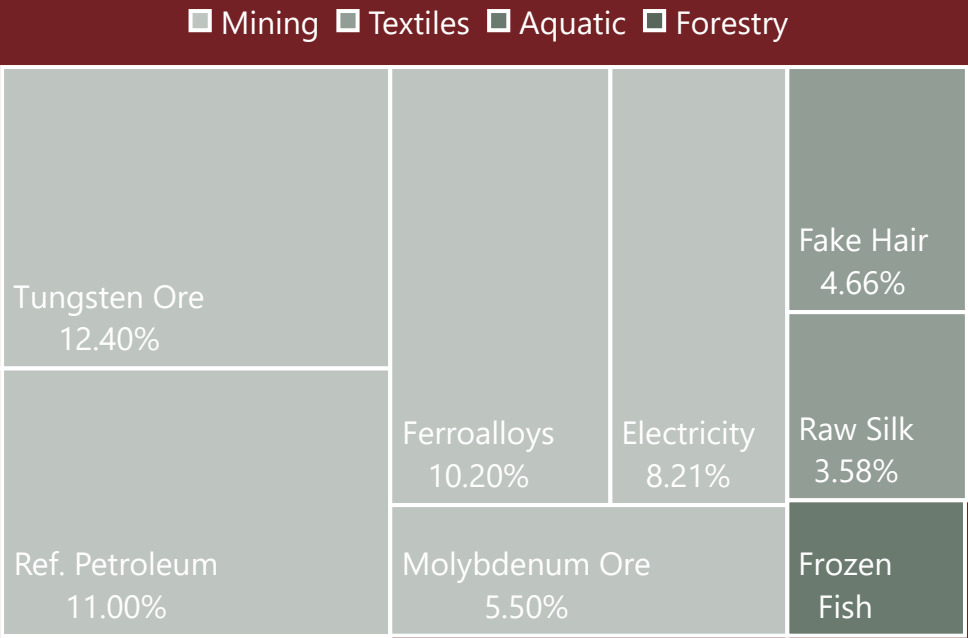 Mining Textiles Aquatic Forestry
Tungsten Ore
12.40%
Ref. Petroleum
11.00%
Ferroalloys
10.20%
Electricity
8.21%
Molybdenum Ore
5.50%
Fake Hair
4.66%
Raw Silk
3.58%
Frozen
Fish